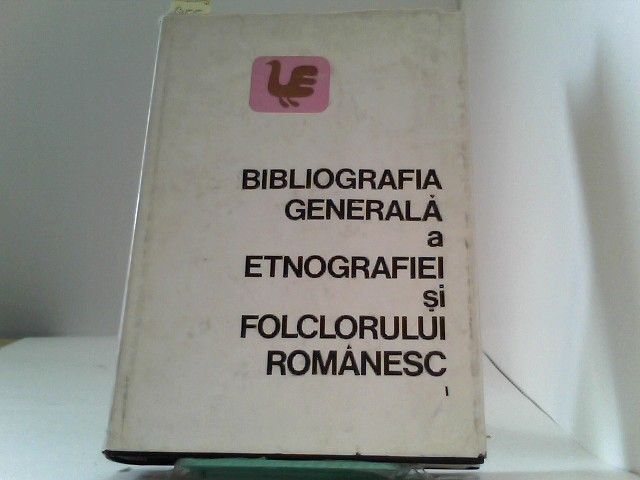 BIBLIOGRAFIA
GENERALĂ
a
ETNOGRAFIEI
și
FOLCLORULUI
ROMÂNESC
I